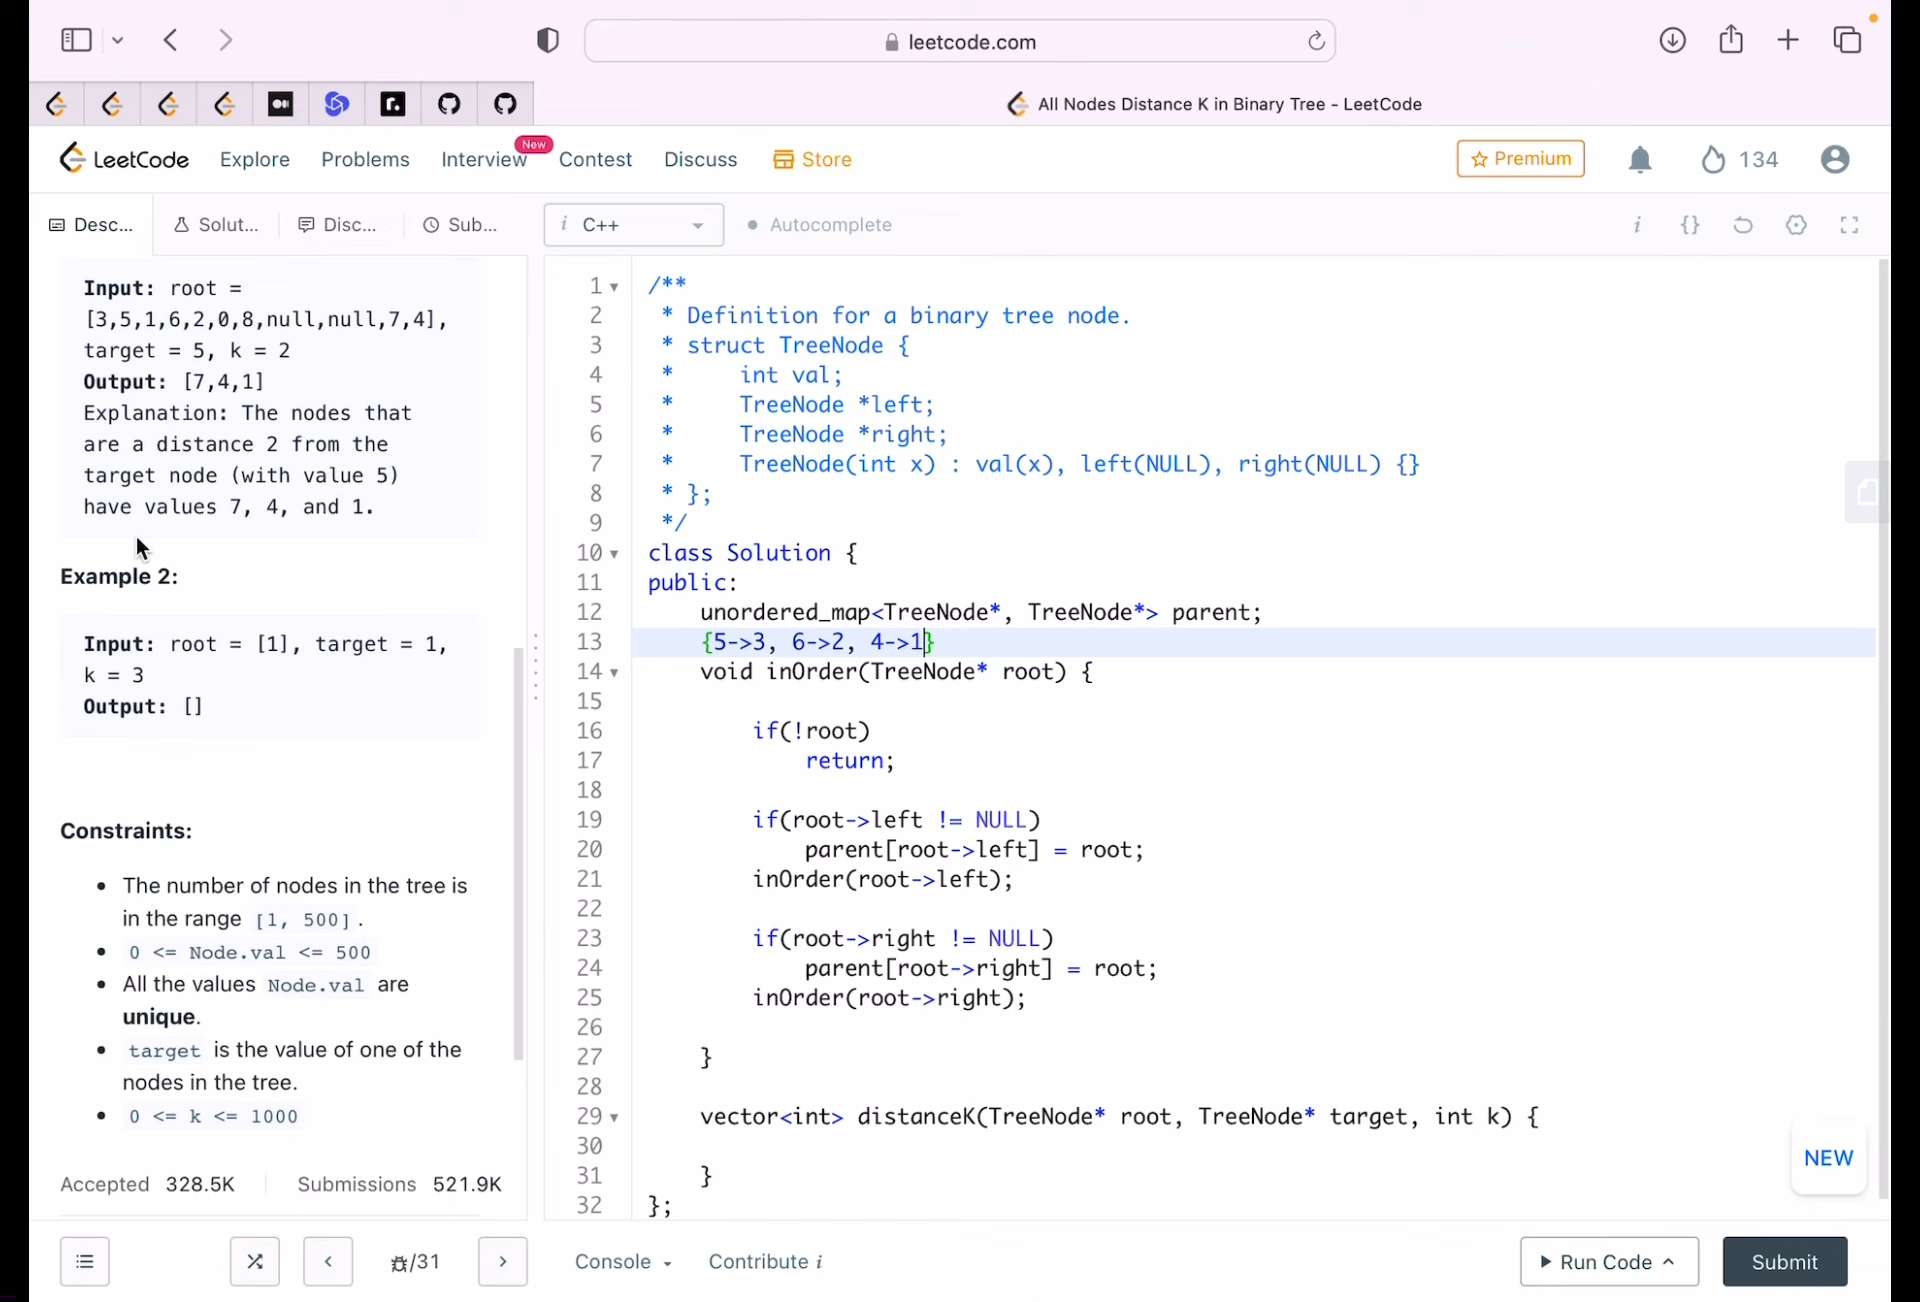 leetcode.com
All Nodes Distance K in Binary Tree - LeetCode
LeetCode Explore Problems Interview New Contest Discuss Store Premium 134
Desc... Solut... Disc... Sub... i C++ Autocomplete i {}
Input: root =
[3,5,1,6,2,0,8,null,null,7,4],
target = 5, k = 2
Output: [7,4,1]
Explanation: The nodes that
are a distance 2 from the
target node (with value 5)
have values 7, 4, and 1.
Example 2:
Input: root = [1], target = 1,
k = 3
Output: []
Constraints:
• The number of nodes in the tree is
in the range [1, 500].
• 0 <= Node.val <= 500
• All the values Node.val are
unique.
• target is the value of one of the
nodes in the tree.
• 0 <= k <= 1000
Accepted 328.5K Submissions 521.9K
1 /**
2 * Definition for a binary tree node.
3 * struct TreeNode {
4 * int val;
5 * TreeNode *left;
6 * TreeNode *right;
7 * TreeNode(int x) : val(x), left(NULL), right(NULL) {}
8 * };
9 */
10 class Solution {
11 public:
12 unordered_map<TreeNode*, TreeNode*> parent;
13 {5->3, 6->2, 4->1}
14 void inOrder(TreeNode* root) {
15
16 if(!root)
17 return;
18
19 if(root->left != NULL)
20 parent[root->left] = root;
21 inOrder(root->left);
22
23 if(root->right != NULL)
24 parent[root->right] = root;
25 inOrder(root->right);
26
27 }
28
29 vector<int> distanceK(TreeNode* root, TreeNode* target, int k) {
30
31 }
32 };
NEW
/31 Console Contribute i Run Code Submit